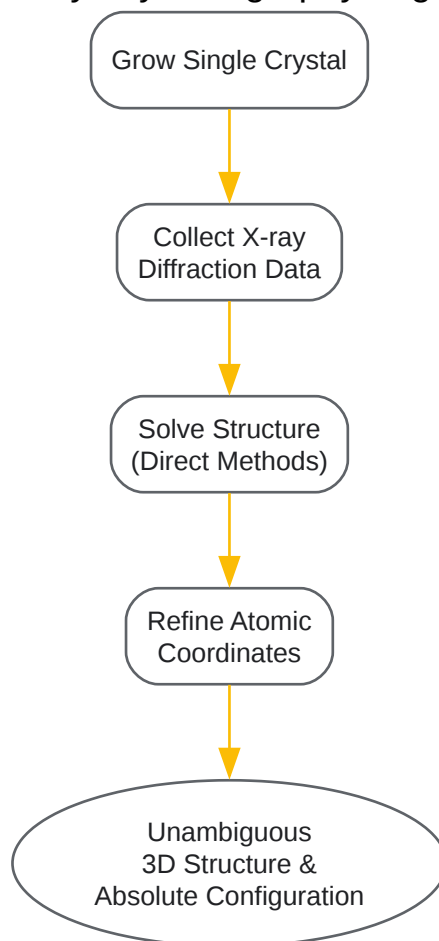 Grow Single Crystal
Collect X-ray
Diffraction Data
Solve Structure
(Direct Methods)
Refine Atomic
Coordinates
Unambiguous
3D Structure &
Absolute Configuration